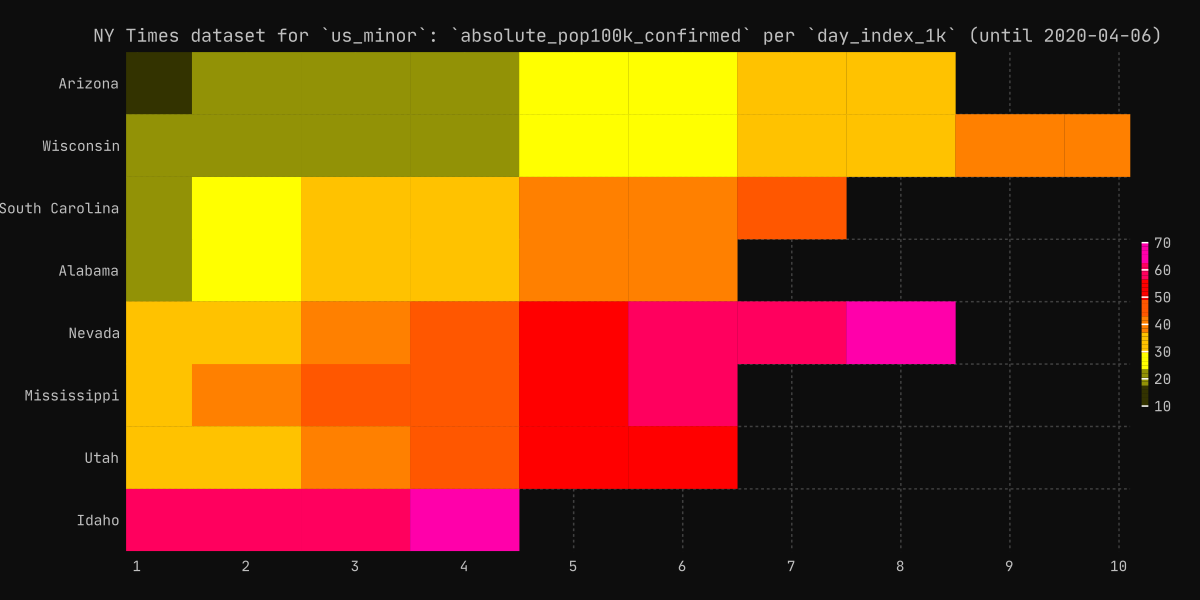 NY Times dataset for `us_minor`: `absolute_pop100k_confirmed` per `day_index_1k` (until 2020-04-06)
Arizona
Wisconsin
South Carolina
Alabama
Nevada
Mississippi
Utah
Idaho
70
60
50
40
30
20
10
1 2 3 4 5 6 7 8 9 10